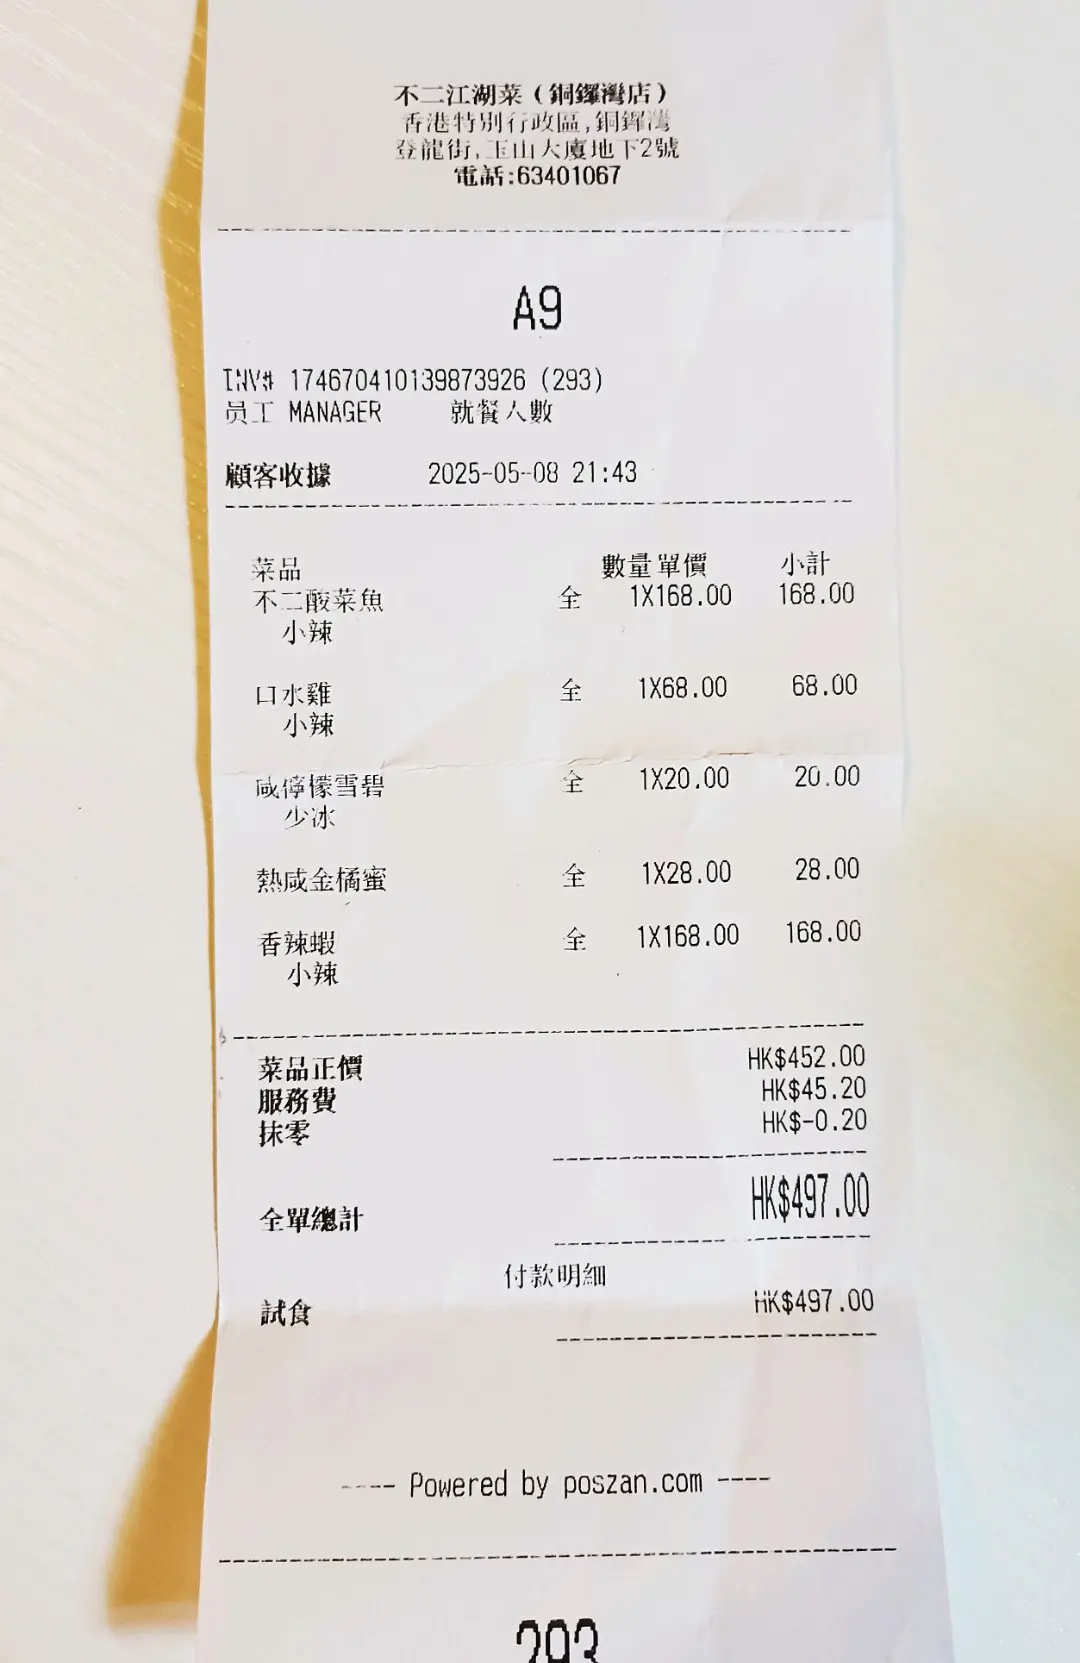 不二江湖菜（銅鑼灣店）
香港特別行政區,銅鑼灣
登龍街,玉山大廈地下2號
電話:63401067
A9
INV# 174670410139873926 (293)
员工 MANAGER 就餐人數
顧客收據 2025-05-08 21:43
菜品 數量 單價 小計
不二酸菜魚 全 1X168.00 168.00
小辣
口水雞 全 1X68.00 68.00
小辣
咸檸檬雪碧 全 1X20.00 20.00
少冰
熱咸金橘蜜 全 1X28.00 28.00
香辣蝦 全 1X168.00 168.00
小辣
菜品正價 HK$452.00
服務費 HK$45.20
抹零 HK$-0.20
全單總計 HK$497.00
付款明細
試食 HK$497.00
---- Powered by poszan.com ----
293